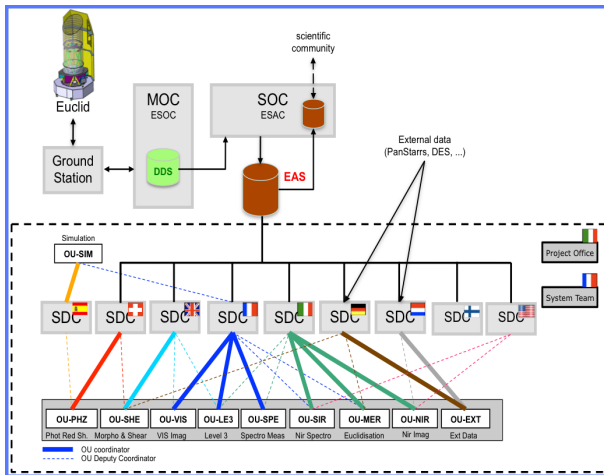 scientific
community
Euclid
MOC
ESOC
SOC
ESAC
Ground
Station
DDS
EAS
External data
(PanStarrs, DES, ...)
Simulation
OU-SIM
Project Office
System Team
SDC SDC SDC SDC SDC SDC SDC SDC SDC
OU-PHZ OU-SHE OU-VIS OU-LE3 OU-SPE OU-SIR OU-MER OU-NIR OU-EXT
Phot Red Sh. Morpho & Shear VIS Imag Level 3 Spectro Meas Nir Spectro Euclidisation Nir Imag Ext Data
OU coordinator
OU Deputy Coordinator